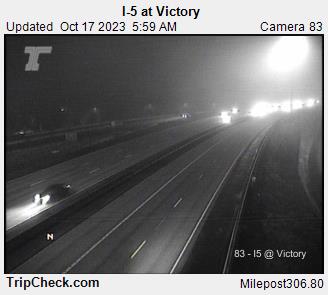 I-5 at Victory
Updated Oct 17 2023 5:59 AM Camera 83
T
N
83 - I5 @ Victory
TripCheck.com Milepost306.80